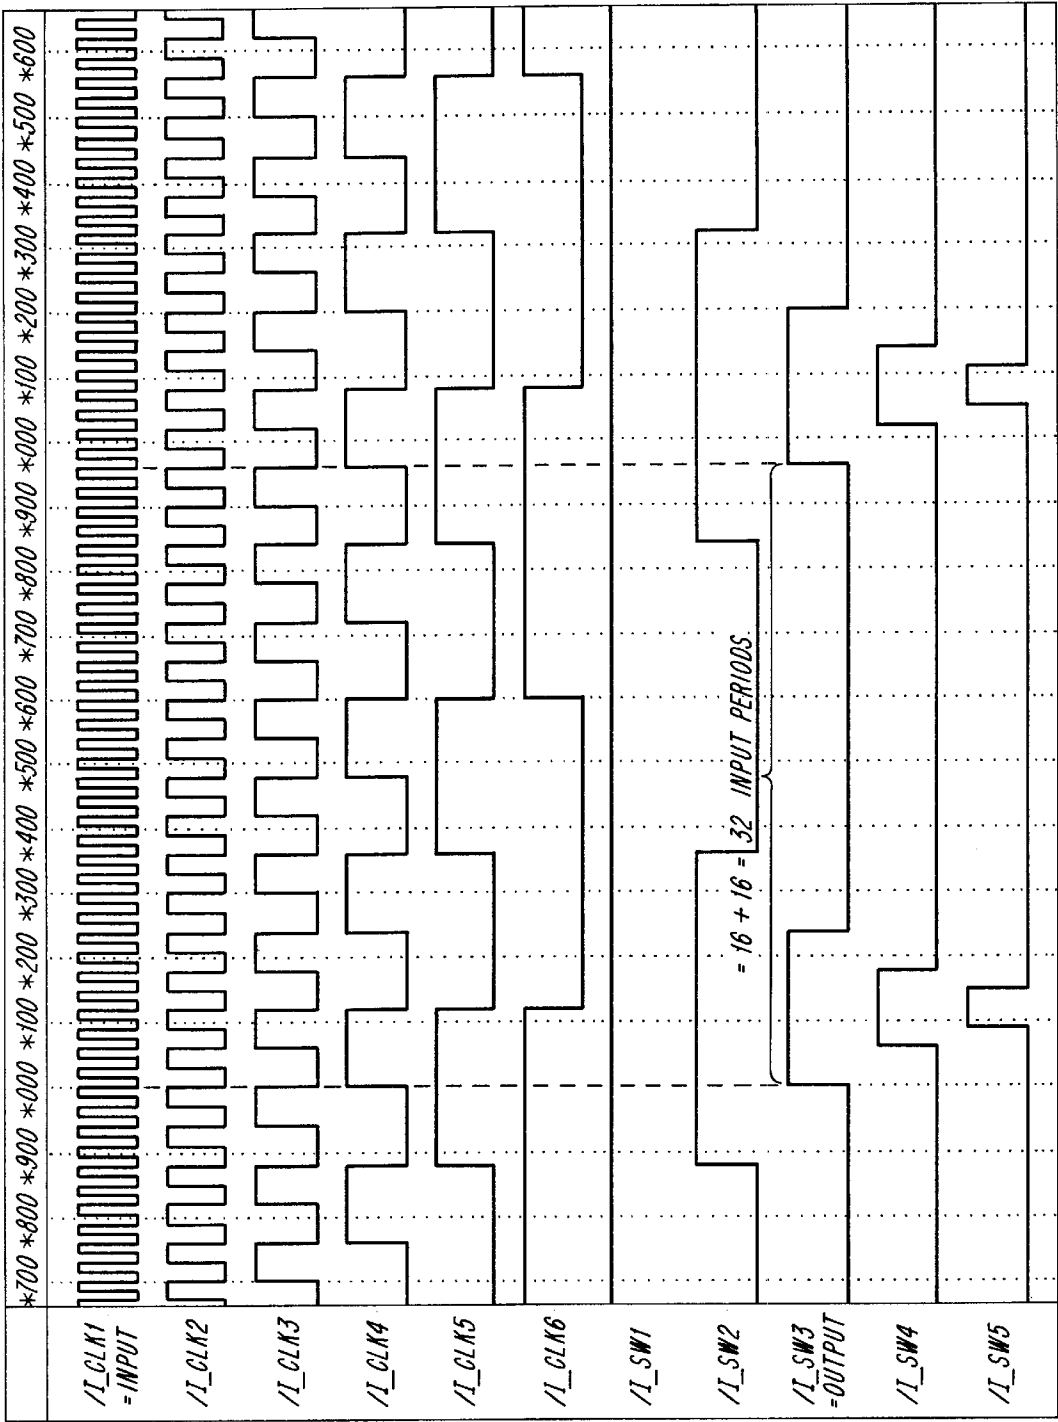 *700 *800 *900 *000 *100 *200 *300 *400 *500 *600 *700 *800 *900 *000 *100 *200 *300 *400 *500 *600
/I_CLK1
=INPUT
/I_CLK2
/I_CLK3
/I_CLK4
/I_CLK5
/I_CLK6
/I_SW1
/I_SW2
= 16 + 16 = 32 INPUT PERIODS
/I_SW3
=OUTPUT
/I_SW4
/I_SW5